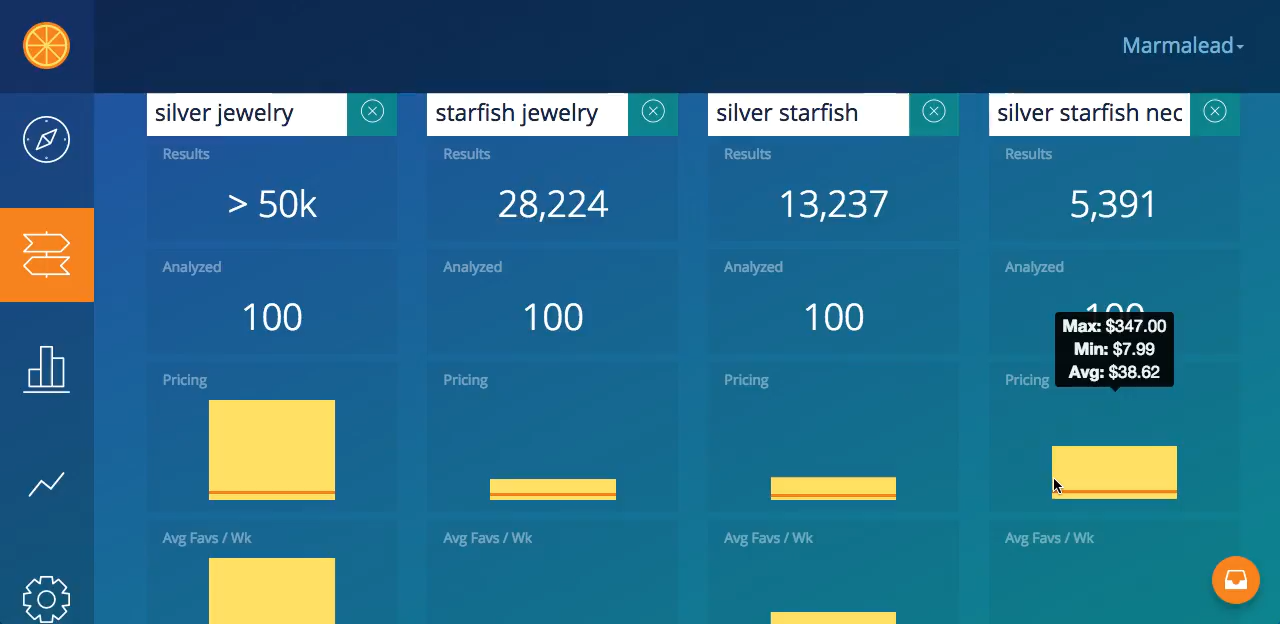 Marmalead
silver jewelry
starfish jewelry
silver starfish
silver starfish nec
Results
Results
Results
Results
> 50k
28,224
13,237
5,391
Analyzed
Analyzed
Analyzed
Analyzed
100
100
100
100
Max: $347.00
Min: $7.99
Avg: $38.62
Pricing
Pricing
Pricing
Pricing
Avg Favs / Wk
Avg Favs / Wk
Avg Favs / Wk
Avg Favs / Wk